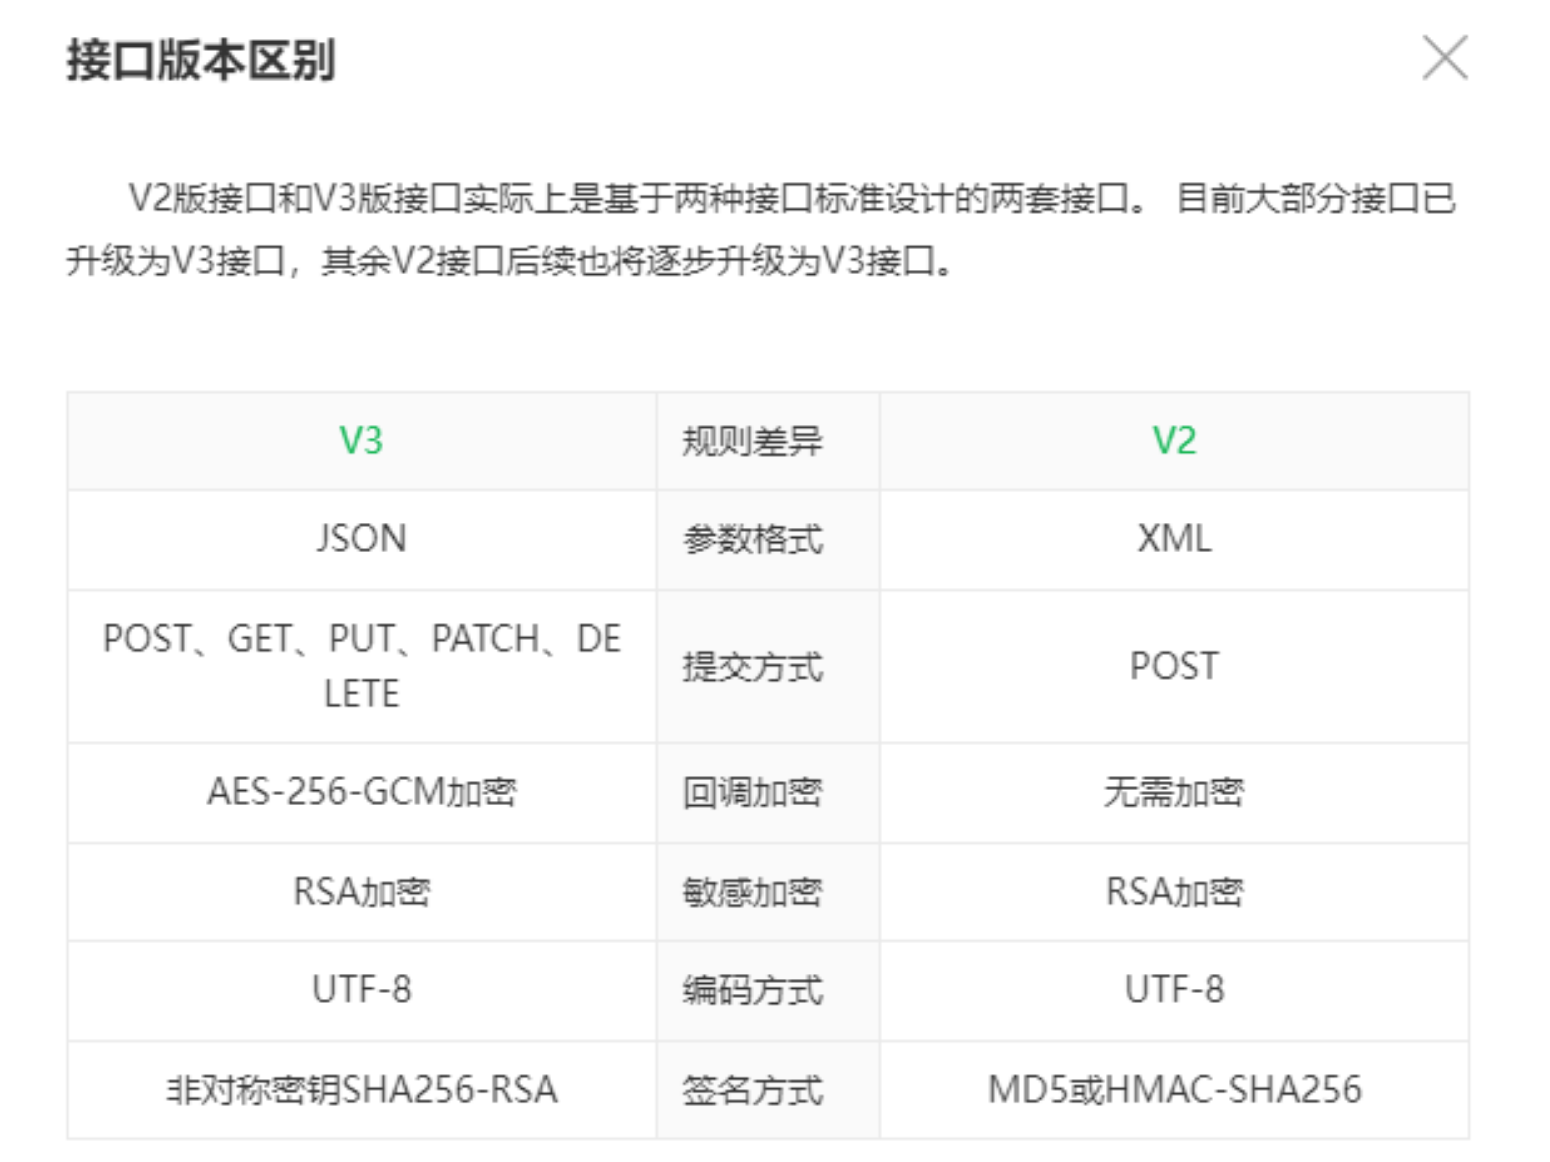 接口版本区别
V2版接口和V3版接口实际上是基于两种接口标准设计的两套接口。 目前大部分接口已
升级为V3接口，其余V2接口后续也将逐步升级为V3接口。
V3 规则差异 V2
JSON 参数格式 XML
POST、GET、PUT、PATCH、DE
LETE 提交方式 POST
AES-256-GCM加密 回调加密 无需加密
RSA加密 敏感加密 RSA加密
UTF-8 编码方式 UTF-8
非对称密钥SHA256-RSA 签名方式 MD5或HMAC-SHA256